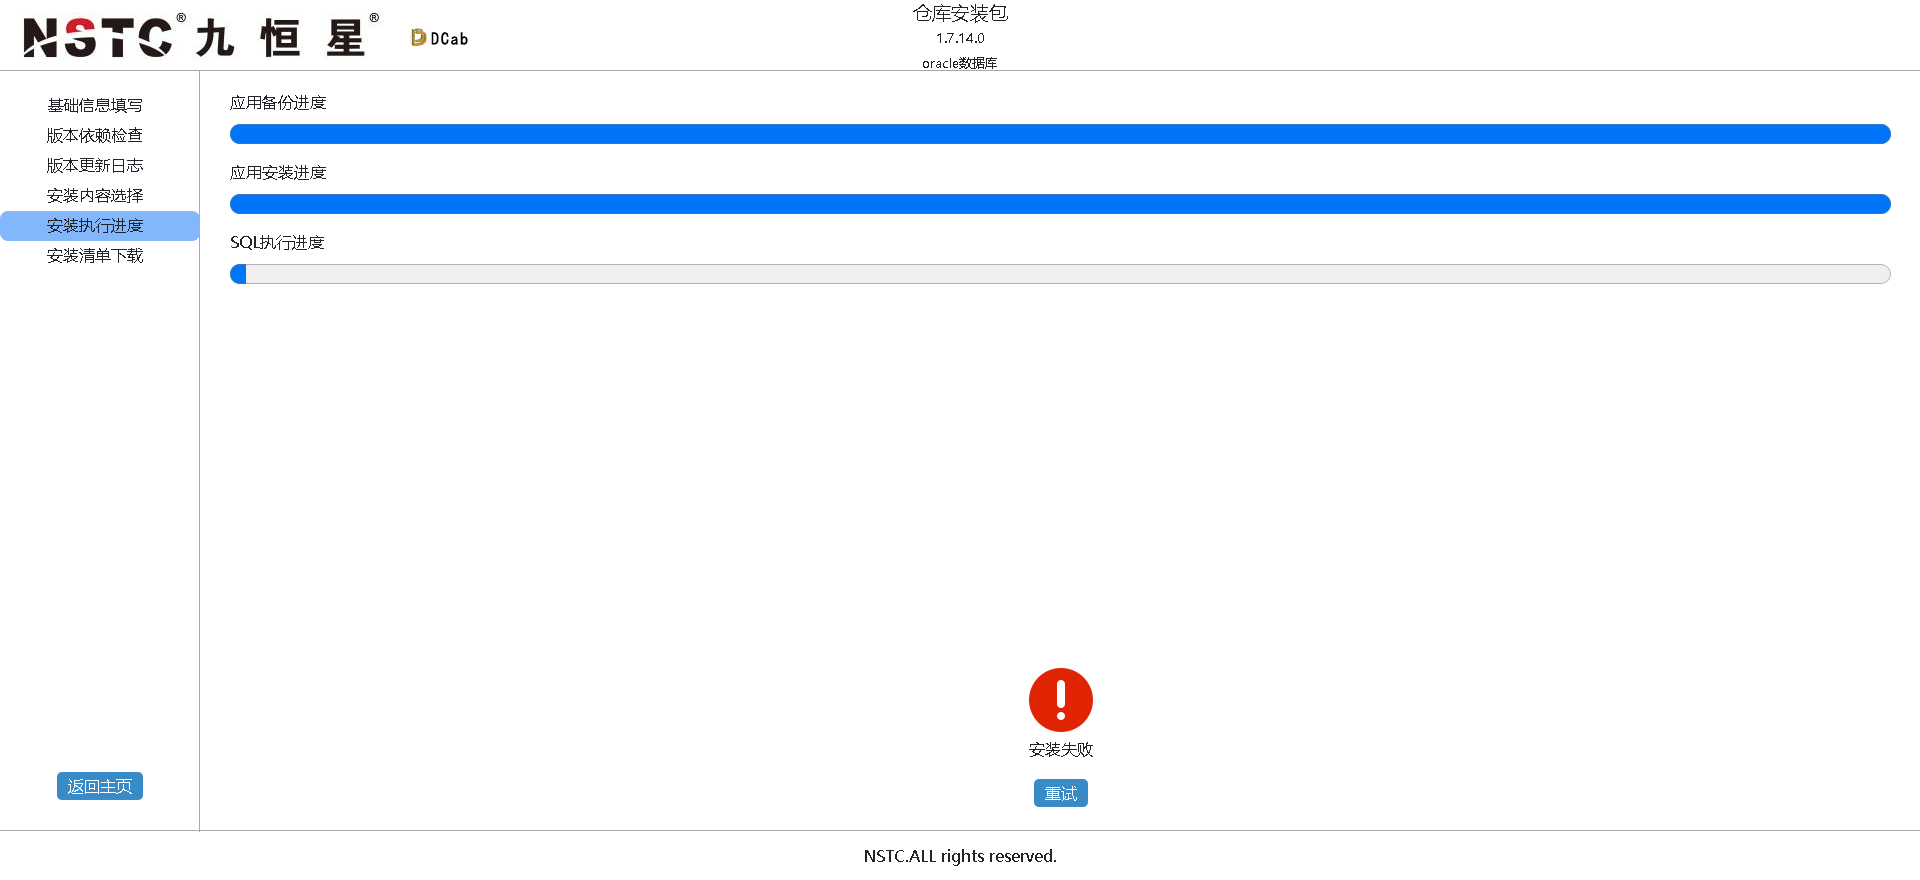 NSTC® 九恒星® DDCab
仓库安装包
1.7.14.0
oracle数据库
基础信息填写
版本依赖检查
版本更新日志
安装内容选择
安装执行进度
安装清单下载
返回主页
应用备份进度
应用安装进度
SQL执行进度
安装失败
重试
NSTC.ALL rights reserved.